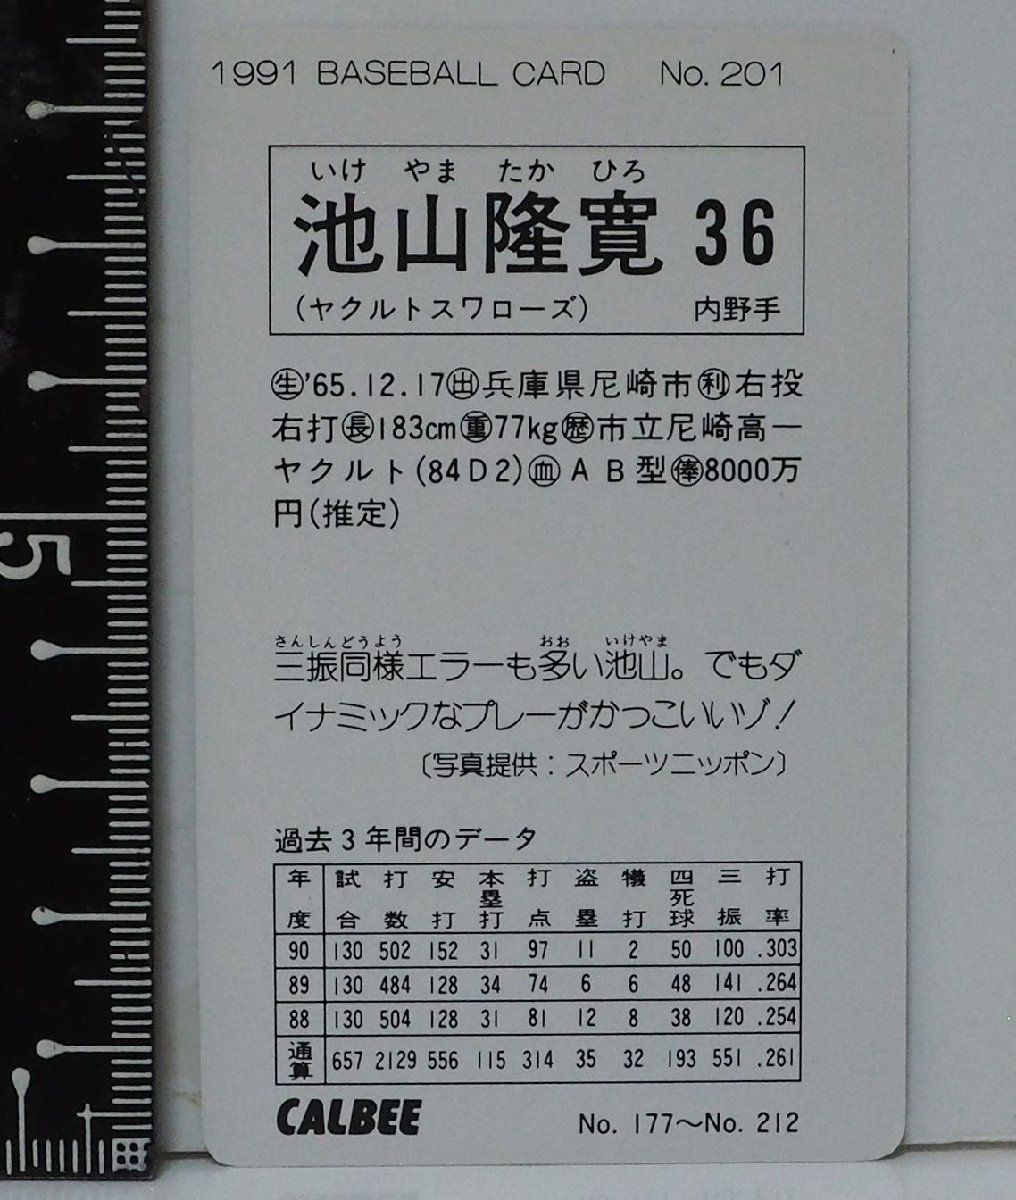 1991 BASEBALL CARD No. 201
いけ やま たか ひろ
池山隆寛 36
(ヤクルトスワローズ) 内野手
㊤'65.12.17㊤兵庫県尼崎市㊤右投
右打㊤183cm㊤77kg㊤市立尼崎高ー
ヤクルト(84D2)㊤AB型㊤8000万
円(推定)
さんしんどうよう おお いけやま
三振同様エラーも多い池山。でもダ
イナミックなプレーがかっこいいゾ!
〔写真提供:スポーツニッポン〕
過去3年間のデータ
年度 試合 打数 安打 本塁打 打点 盗塁 犠打 四死球 三振 打率
90 130 502 152 31 97 11 2 50 100 .303
89 130 484 128 34 74 6 6 48 141 .264
88 130 504 128 31 81 12 8 38 120 .254
通算 657 2129 556 115 314 35 32 193 551 .261
CALBEE No. 177〜No. 212
5